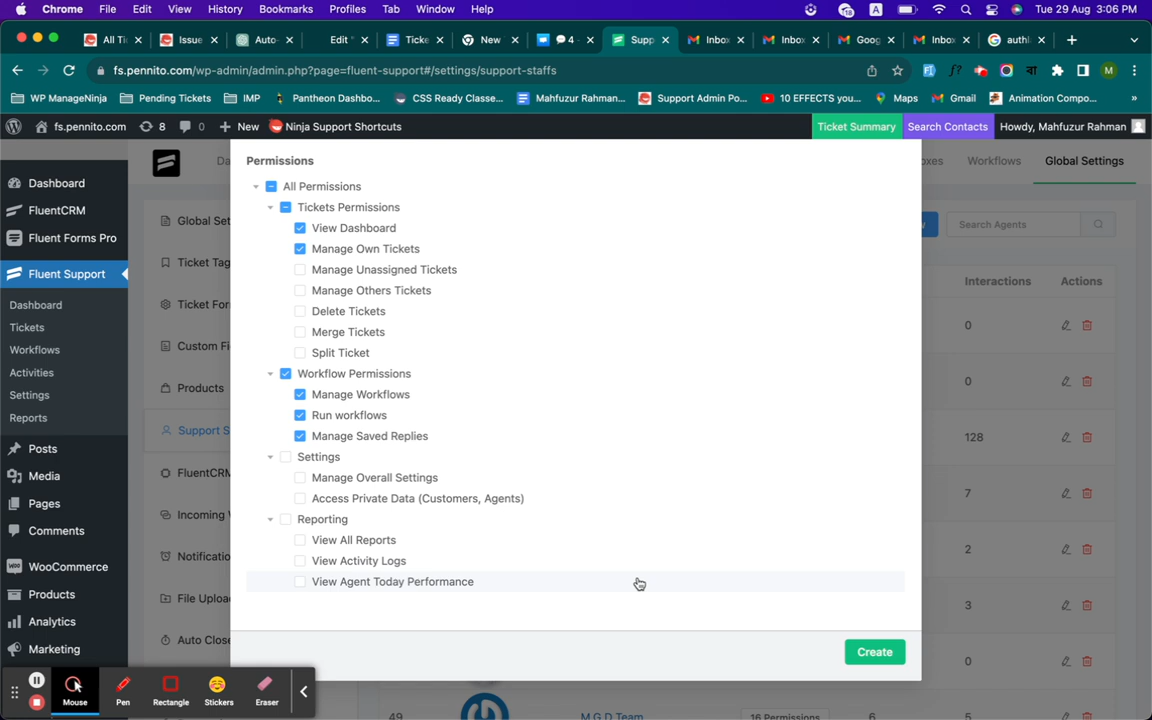 Chrome File Edit View History Bookmarks Profiles Tab Window Help
18 A Tue 29 Aug 3:06 PM
All Ti Issue Auto- Edit " Ticke New 4 - Supp Inbox Inbox Goog Inbox authl
fs.pennito.com/wp-admin/admin.php?page=fluent-support#/settings/support-staffs
f? বা M
WP ManageNinja Pending Tickets IMP Pantheon Dashbo... CSS Ready Classe... Mahfuzur Rahman... Support Admin Po... 10 EFFECTS you... Maps Gmail Animation Compo... »
fs.pennito.com 8 0 New Ninja Support Shortcuts Ticket Summary Search Contacts Howdy, Mahfuzur Rahman
Dashboard
FluentCRM
Fluent Forms Pro
Fluent Support
Dashboard
Tickets
Workflows
Activities
Settings
Reports
Posts
Media
Pages
Comments
WooCommerce
Products
Analytics
Marketing
Da
oxes Workflows Global Settings
Global Set
Ticket Tag
Ticket For
Custom Fi
Products
Support S
FluentCRM
Incoming
Notificatio
File Uploa
Auto Close
Permissions
All Permissions
Tickets Permissions
View Dashboard
Manage Own Tickets
Manage Unassigned Tickets
Manage Others Tickets
Delete Tickets
Merge Tickets
Split Ticket
Workflow Permissions
Manage Workflows
Run workflows
Manage Saved Replies
Settings
Manage Overall Settings
Access Private Data (Customers, Agents)
Reporting
View All Reports
View Activity Logs
View Agent Today Performance
Create
Search Agents
Interactions Actions
0
0
128
7
2
3
0
49 M G D Team 16 Permissions 6 5
Mouse Pen Rectangle Stickers Eraser